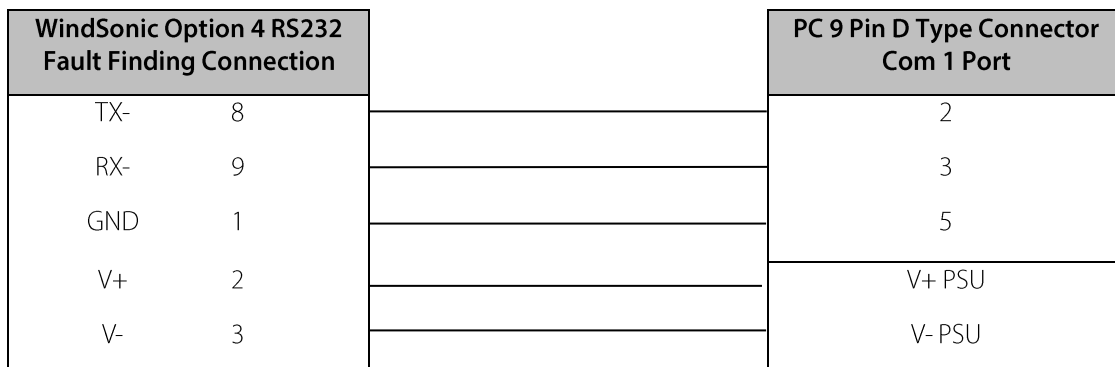 WindSonic Option 4 RS232
Fault Finding Connection
PC 9 Pin D Type Connector
Com 1 Port
TX- 8 2
RX- 9 3
GND 1 5
V+ 2 V+ PSU
V- 3 V- PSU